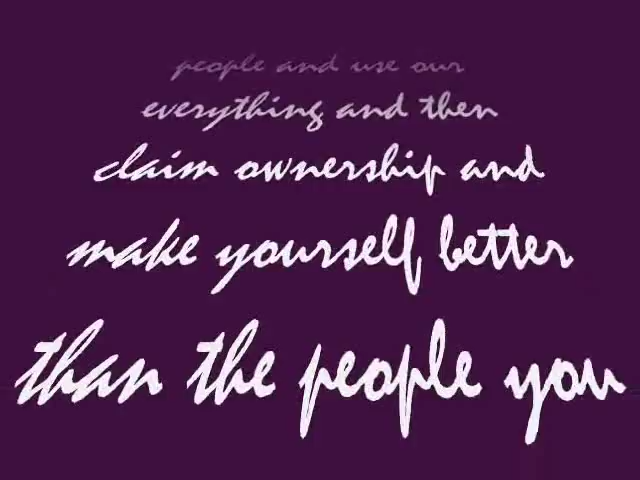 people and use our
everything and then
claim ownership and
make yourself better
than the people you